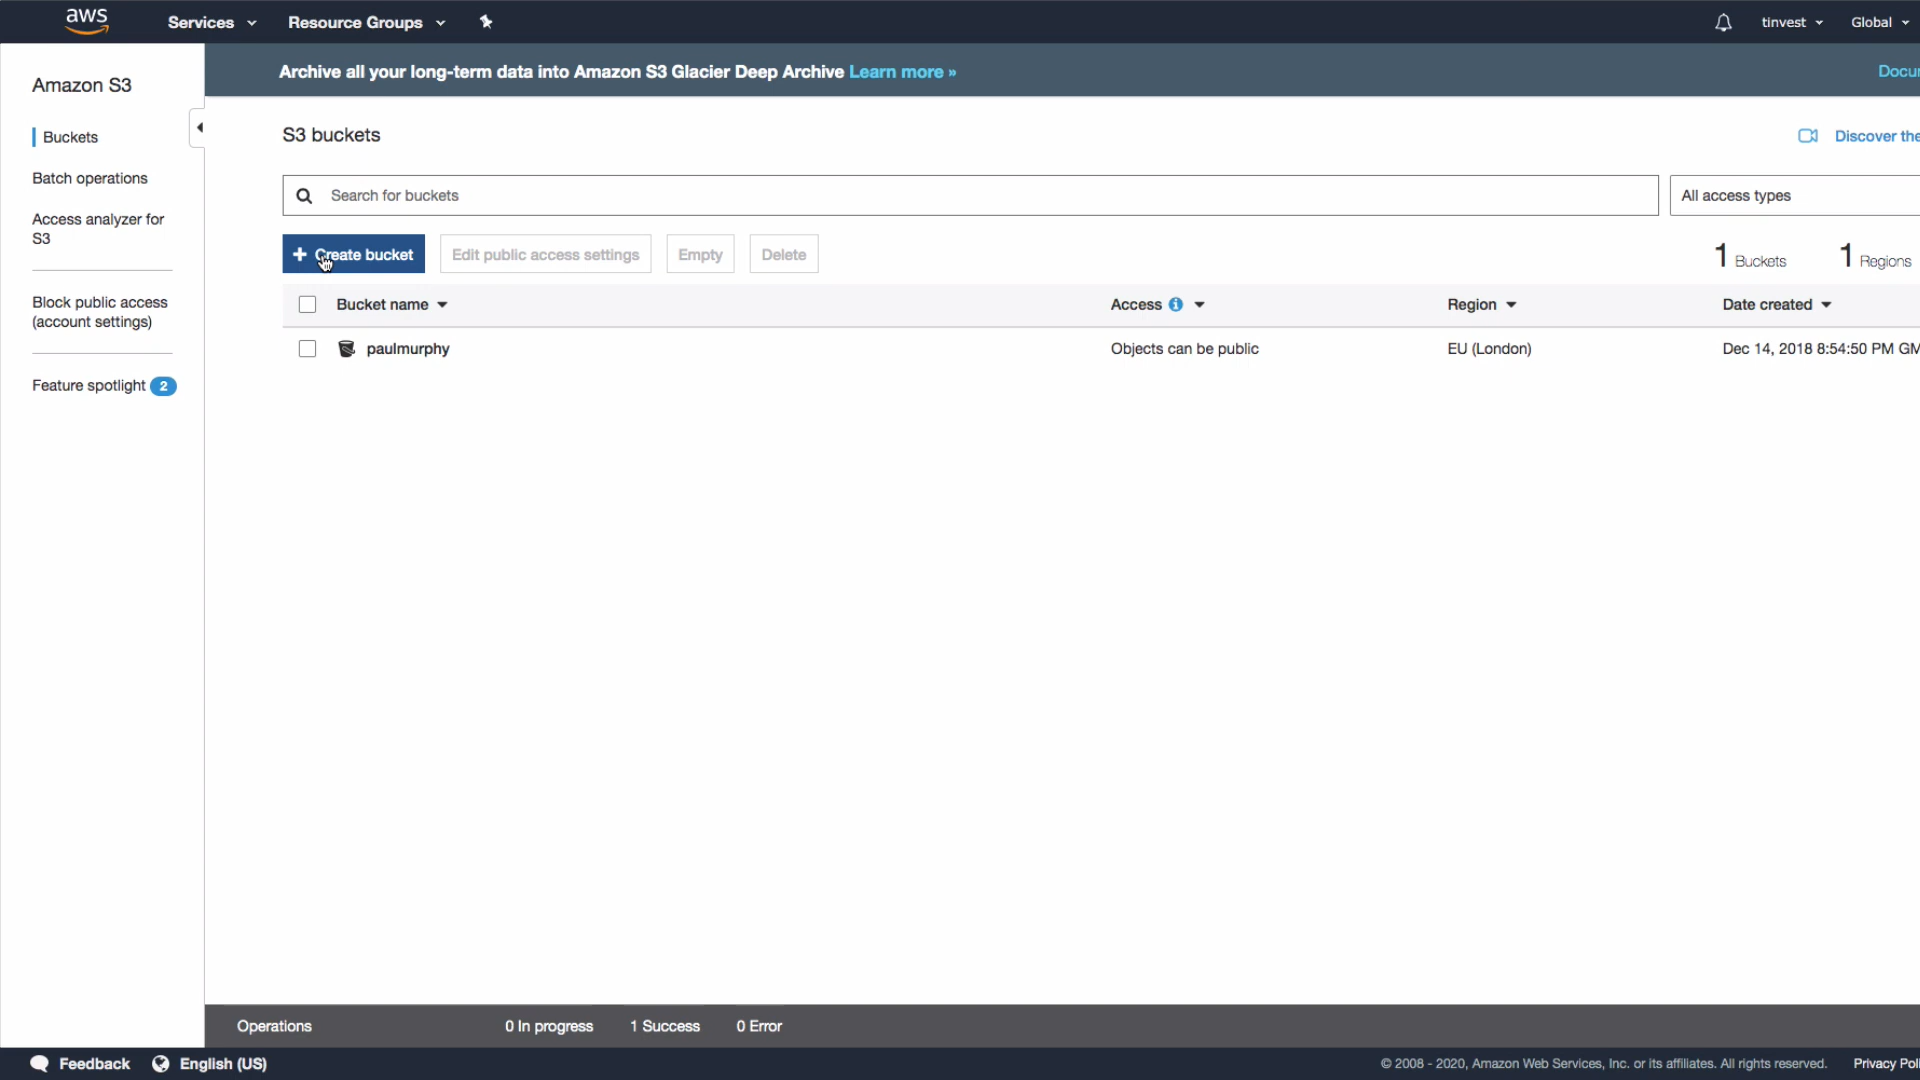 aws
Services
Resource Groups
tinvest
Global
Amazon S3
Buckets
Batch operations
Access analyzer for
S3
Block public access
(account settings)
Feature spotlight 2
Archive all your long-term data into Amazon S3 Glacier Deep Archive Learn more »
Docum
S3 buckets
Discover the
Search for buckets
All access types
+ Create bucket
Edit public access settings
Empty
Delete
1 Buckets
1 Regions
Bucket name
Access
Region
Date created
paulmurphy
Objects can be public
EU (London)
Dec 14, 2018 8:54:50 PM GM
Operations
0 In progress
1 Success
0 Error
Feedback
English (US)
© 2008 - 2020, Amazon Web Services, Inc. or its affiliates. All rights reserved.
Privacy Poli